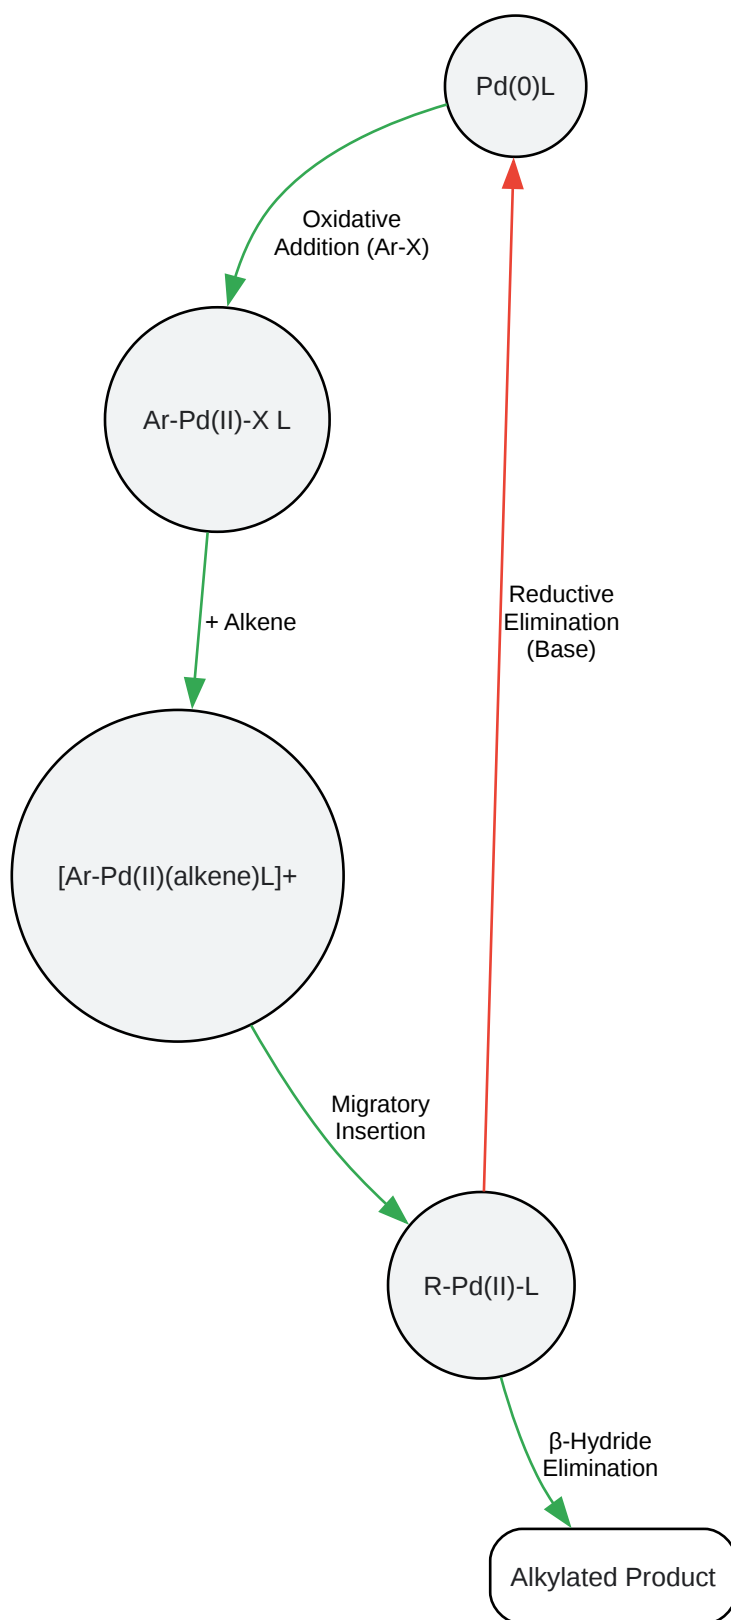 Pd(0)L
Oxidative
Addition (Ar-X)
Ar-Pd(II)-X L
+ Alkene
Reductive
Elimination
(Base)
[Ar-Pd(II)(alkene)L]+
Migratory
Insertion
R-Pd(II)-L
β-Hydride
Elimination
Alkylated Product